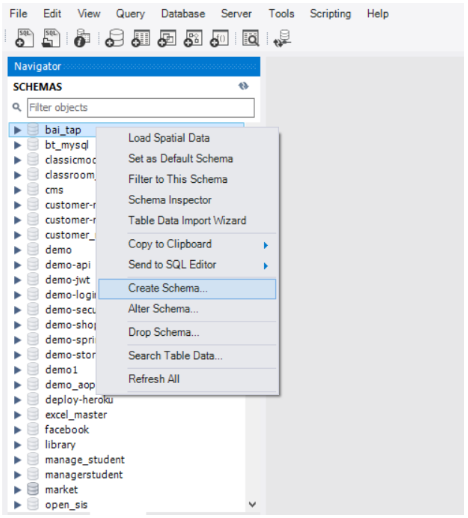 File Edit View Query Database Server Tools Scripting Help
Navigator
SCHEMAS
Filter objects
bai_tap
bt_mysql
classicmoc
classroom_
cms
customer-r
customer-r
customer_
demo
demo-api
demo-jwt
demo-logi
demo-secu
demo-shop
demo-spri
demo-stor
demo1
demo_aop
deploy-heroku
excel_master
facebook
library
manage_student
managerstudent
market
open_sis
Load Spatial Data
Set as Default Schema
Filter to This Schema
Schema Inspector
Table Data Import Wizard
Copy to Clipboard
Send to SQL Editor
Create Schema...
Alter Schema...
Drop Schema...
Search Table Data...
Refresh All